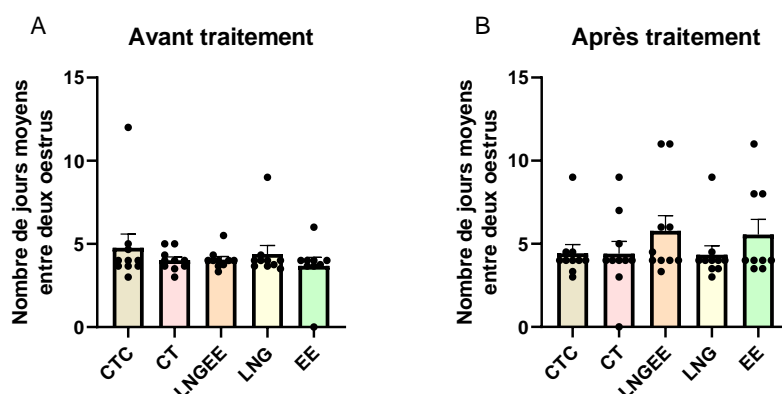 A
Avant traitement
Nombre de jours moyens
entre deux oestrus
15
10
5
0
CTC
CT
LNGEE
LNG
EE
B
Après traitement
Nombre de jours moyens
entre deux oestrus
15
10
5
0
CTC
CT
LNGEE
LNG
EE